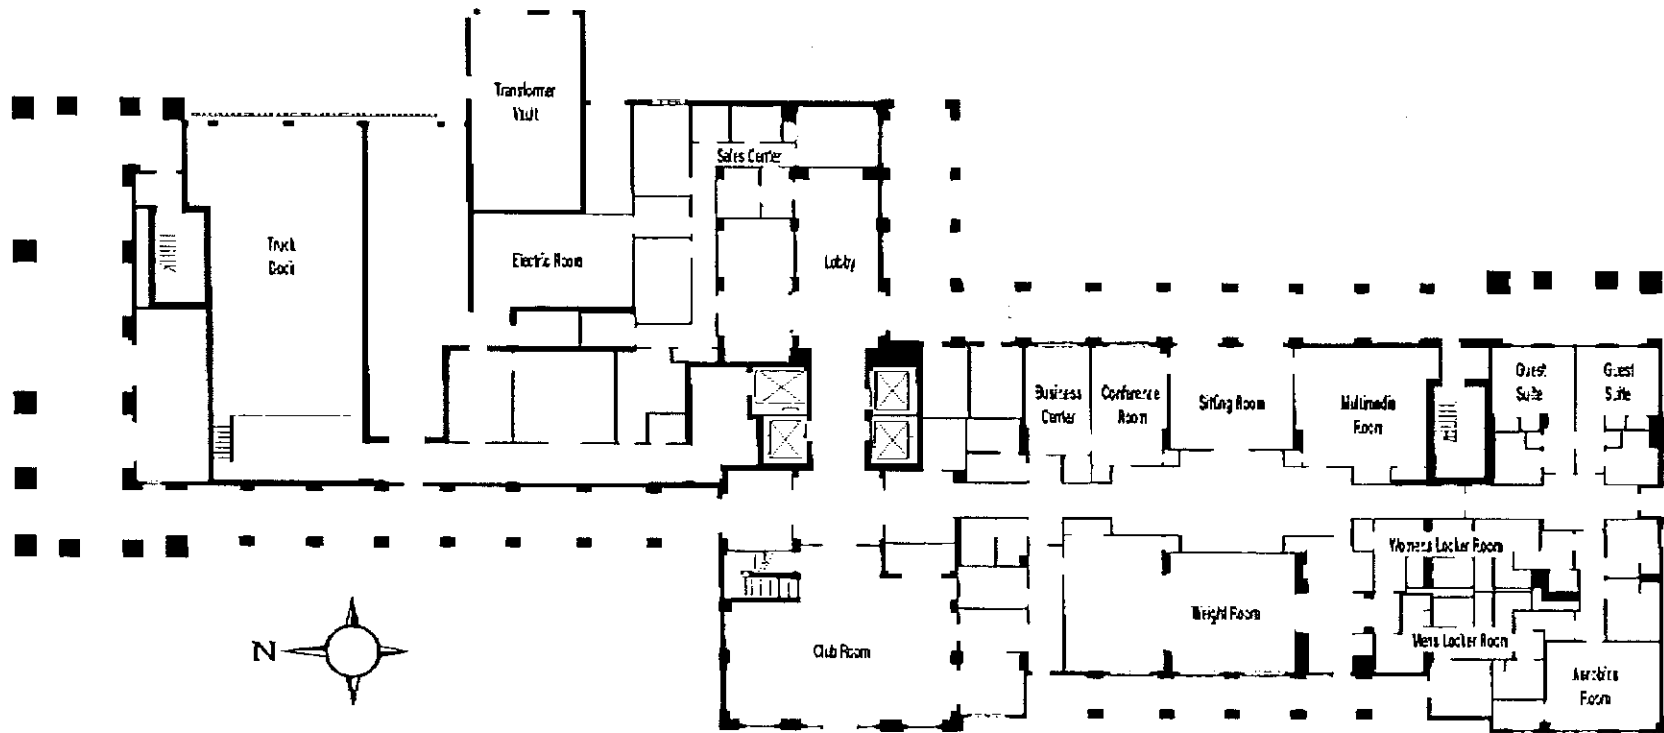 Transformer
Vault
Sales Center
Truck
Dock
Electric Room
Lobby
Business
Center
Conference
Room
Sitting Room
Multimedia
Room
Guest
Suite
Guest
Suite
Womens Locker Room
Weight Room
Mens Locker Room
Club Room
Aerobics
Room
N